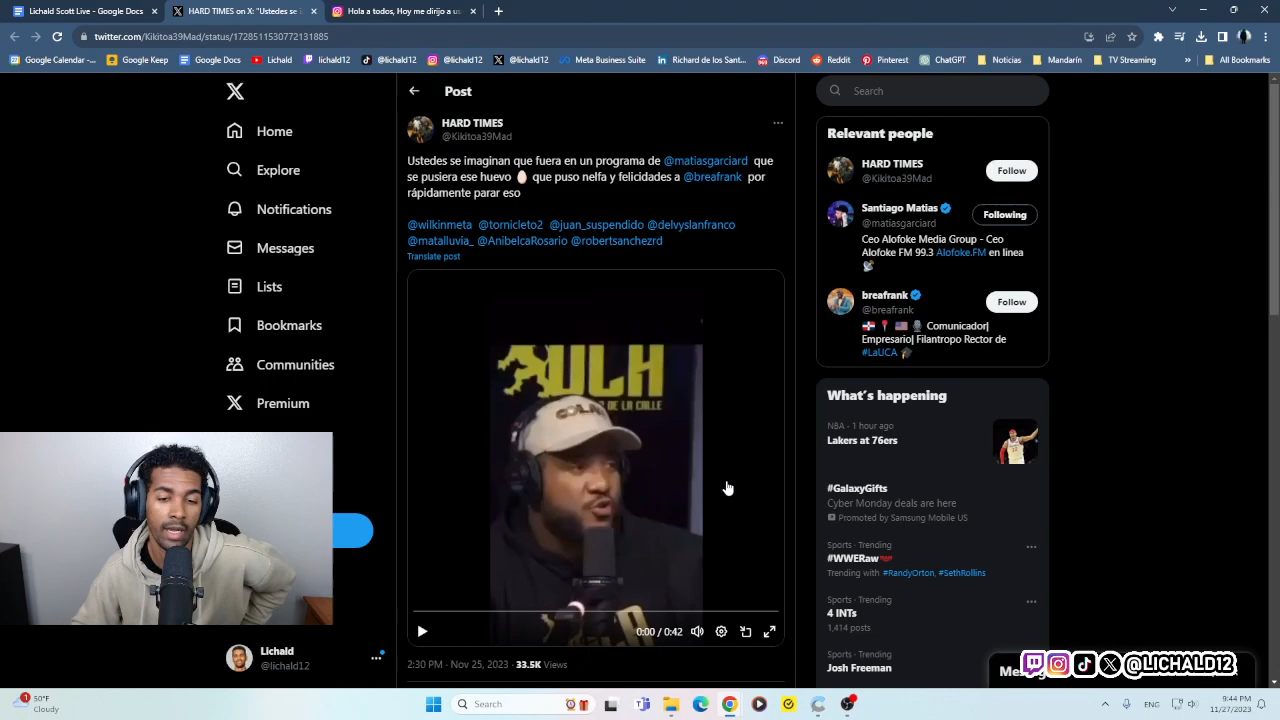 Lichald Scott Live - Google Docs
HARD TIMES on X: "Ustedes se i
Hola a todos, Hoy me dirijo a us
twitter.com/Kikitoa39Mad/status/1728511530772131885
Google Calendar -...
Google Keep
Google Docs
Lichald
lichald12
@lichald12
@lichald12
@lichald12
Meta Business Suite
Richard de los Sant...
Discord
Reddit
Pinterest
ChatGPT
Noticias
Mandarín
TV Streaming
»
All Bookmarks
Home
Explore
Notifications
Messages
Lists
Bookmarks
Communities
Premium
Lichald
@lichald12
Post
HARD TIMES
@Kikitoa39Mad
Ustedes se imaginan que fuera en un programa de @matiasgarciard que
se pusiera ese huevo 🥚 que puso nelfa y felicidades a @breafrank por
rápidamente parar eso
@wilkinmeta @tornicleto2 @juan_suspendido @delvyslanfranco
@matalluvia_ @AnibelcaRosario @robertsanchezrd
Translate post
DE LA CALLE
0:00 / 0:42
2:30 PM · Nov 25, 2023 · 33.5K Views
Search
Relevant people
HARD TIMES
@Kikitoa39Mad
Follow
Santiago Matias
@matiasgarciard
Following
Ceo Alofoke Media Group - Ceo
Alofoke FM 99.3 Alofoke.FM en linea
breafrank
@breafrank
Follow
🇩🇴 📍 🇺🇸 🎙 Comunicador|
Empresario| Filantropo Rector de
#LaUCA 🎓
What's happening
NBA · 1 hour ago
Lakers at 76ers
#GalaxyGifts
Cyber Monday deals are here
Promoted by Samsung Mobile US
Sports · Trending
#WWERaw
Trending with #RandyOrton, #SethRollins
Sports · Trending
4 INTs
1,414 posts
Sports · Trending
Josh Freeman
@LICHALD12
1
50°F
Cloudy
Search
ENG
9:44 PM
11/27/2023